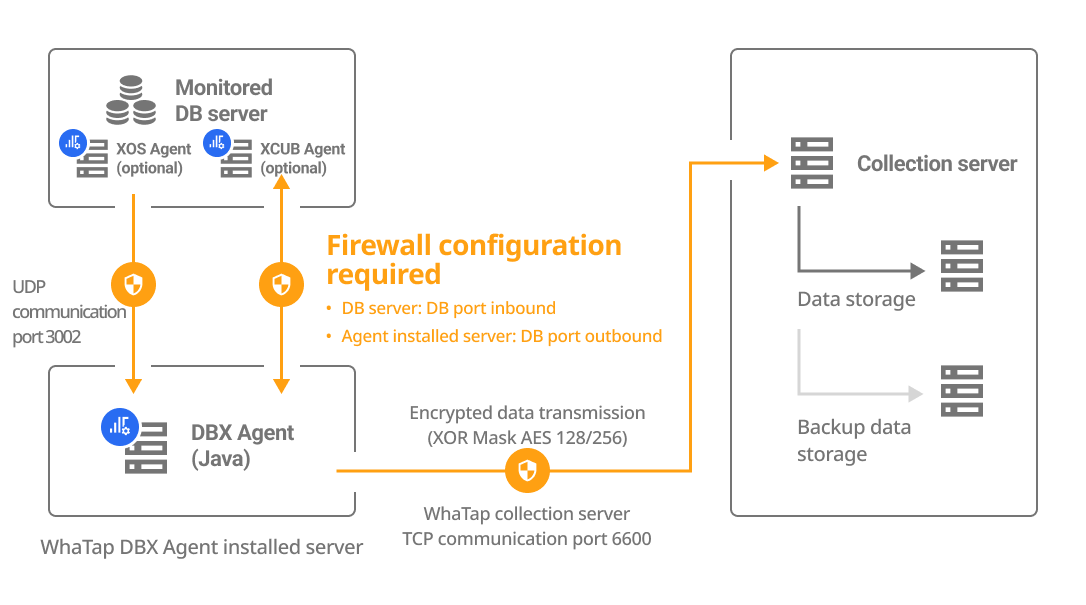 Monitored
DB server
XOS Agent
(optional)
XCUB Agent
(optional)
Collection server
Firewall configuration
required
• DB server: DB port inbound
• Agent installed server: DB port outbound
UDP
communication
port 3002
Data storage
Backup data
storage
DBX Agent
(Java)
Encrypted data transmission
(XOR Mask AES 128/256)
WhaTap collection server
TCP communication port 6600
WhaTap DBX Agent installed server